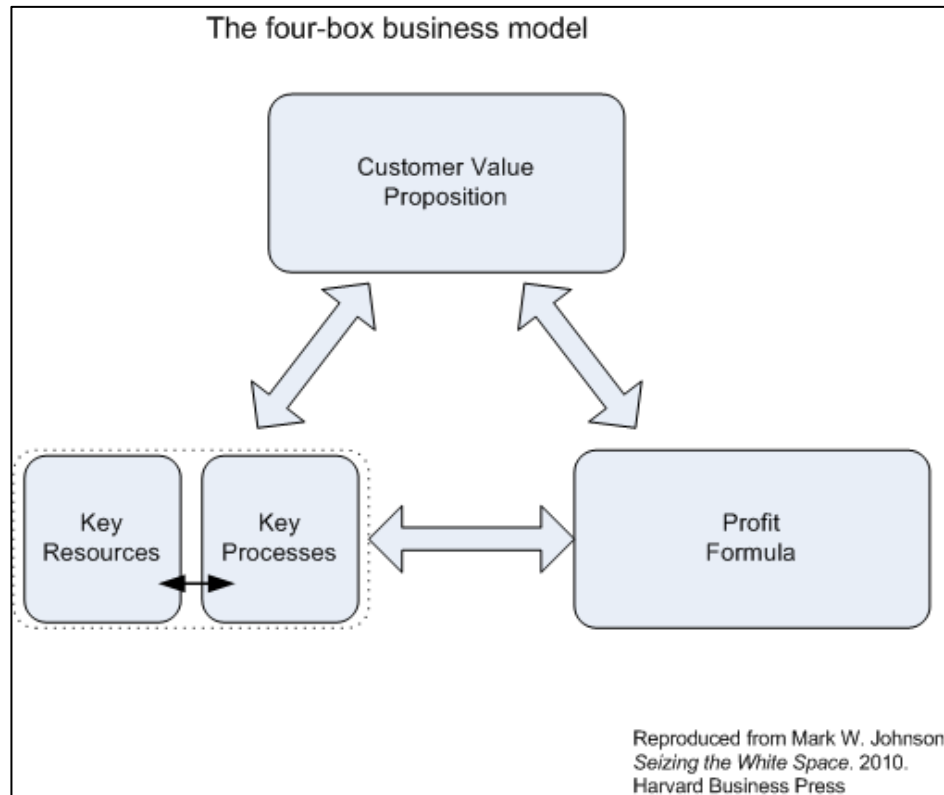 The four-box business model
Customer Value
Proposition
Key
Resources
Key
Processes
Profit
Formula
Reproduced from Mark W. Johnson
Seizing the White Space. 2010.
Harvard Business Press